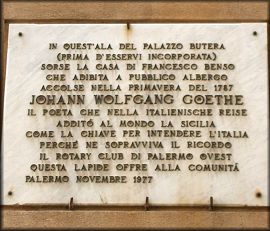 IN QUEST'ALA DEL PALAZZO BUTERA
(PRIMA D'ESSERVI INCORPORATA)
SORSE LA CASA DI FRANCESCO BENSO
CHE ADIBITA A PUBBLICO ALBERGO
ACCOLSE NELLA PRIMAVERA DEL 1787
JOHANN WOLFGANG GOETHE
IL POETA CHE NELLA ITALIENISCHE REISE
ADDITÒ AL MONDO LA SICILIA
COME LA CHIAVE PER INTENDERE L'ITALIA
PERCHÉ NE SOPRAVVIVA IL RICORDO
IL ROTARY CLUB DI PALERMO OVEST
QUESTA LAPIDE OFFRE ALLA COMUNITÀ
PALERMO NOVEMBRE 1977